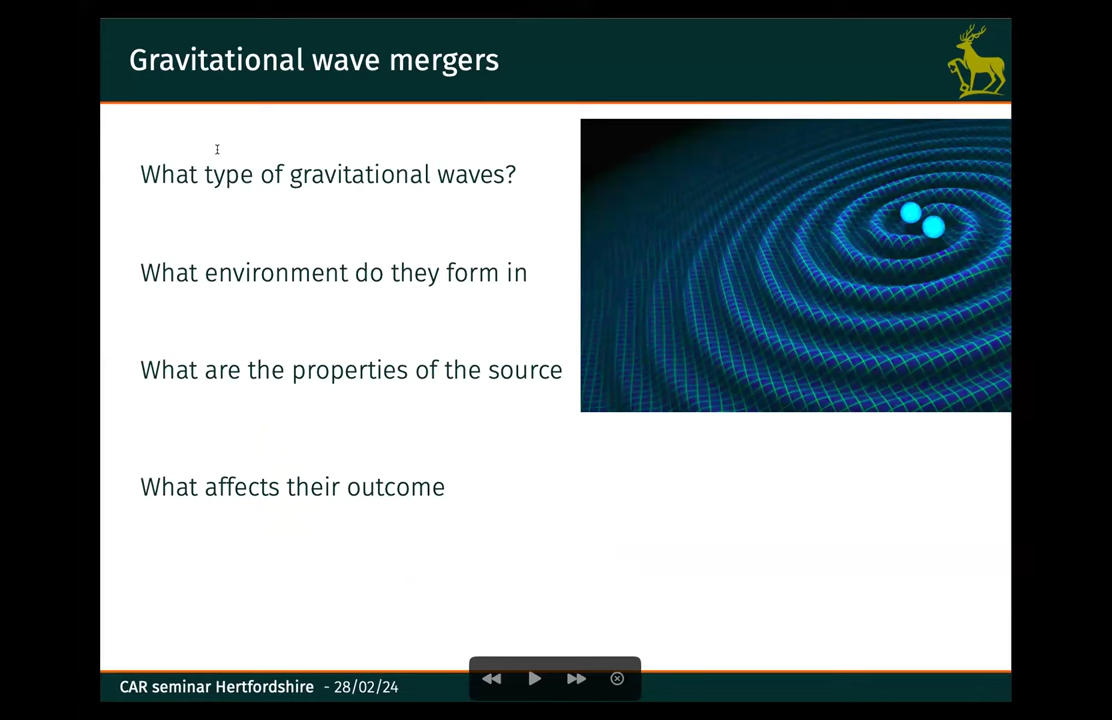 Gravitational wave mergers
What type of gravitational waves?
What environment do they form in
What are the properties of the source
What affects their outcome
CAR seminar Hertfordshire - 28/02/24